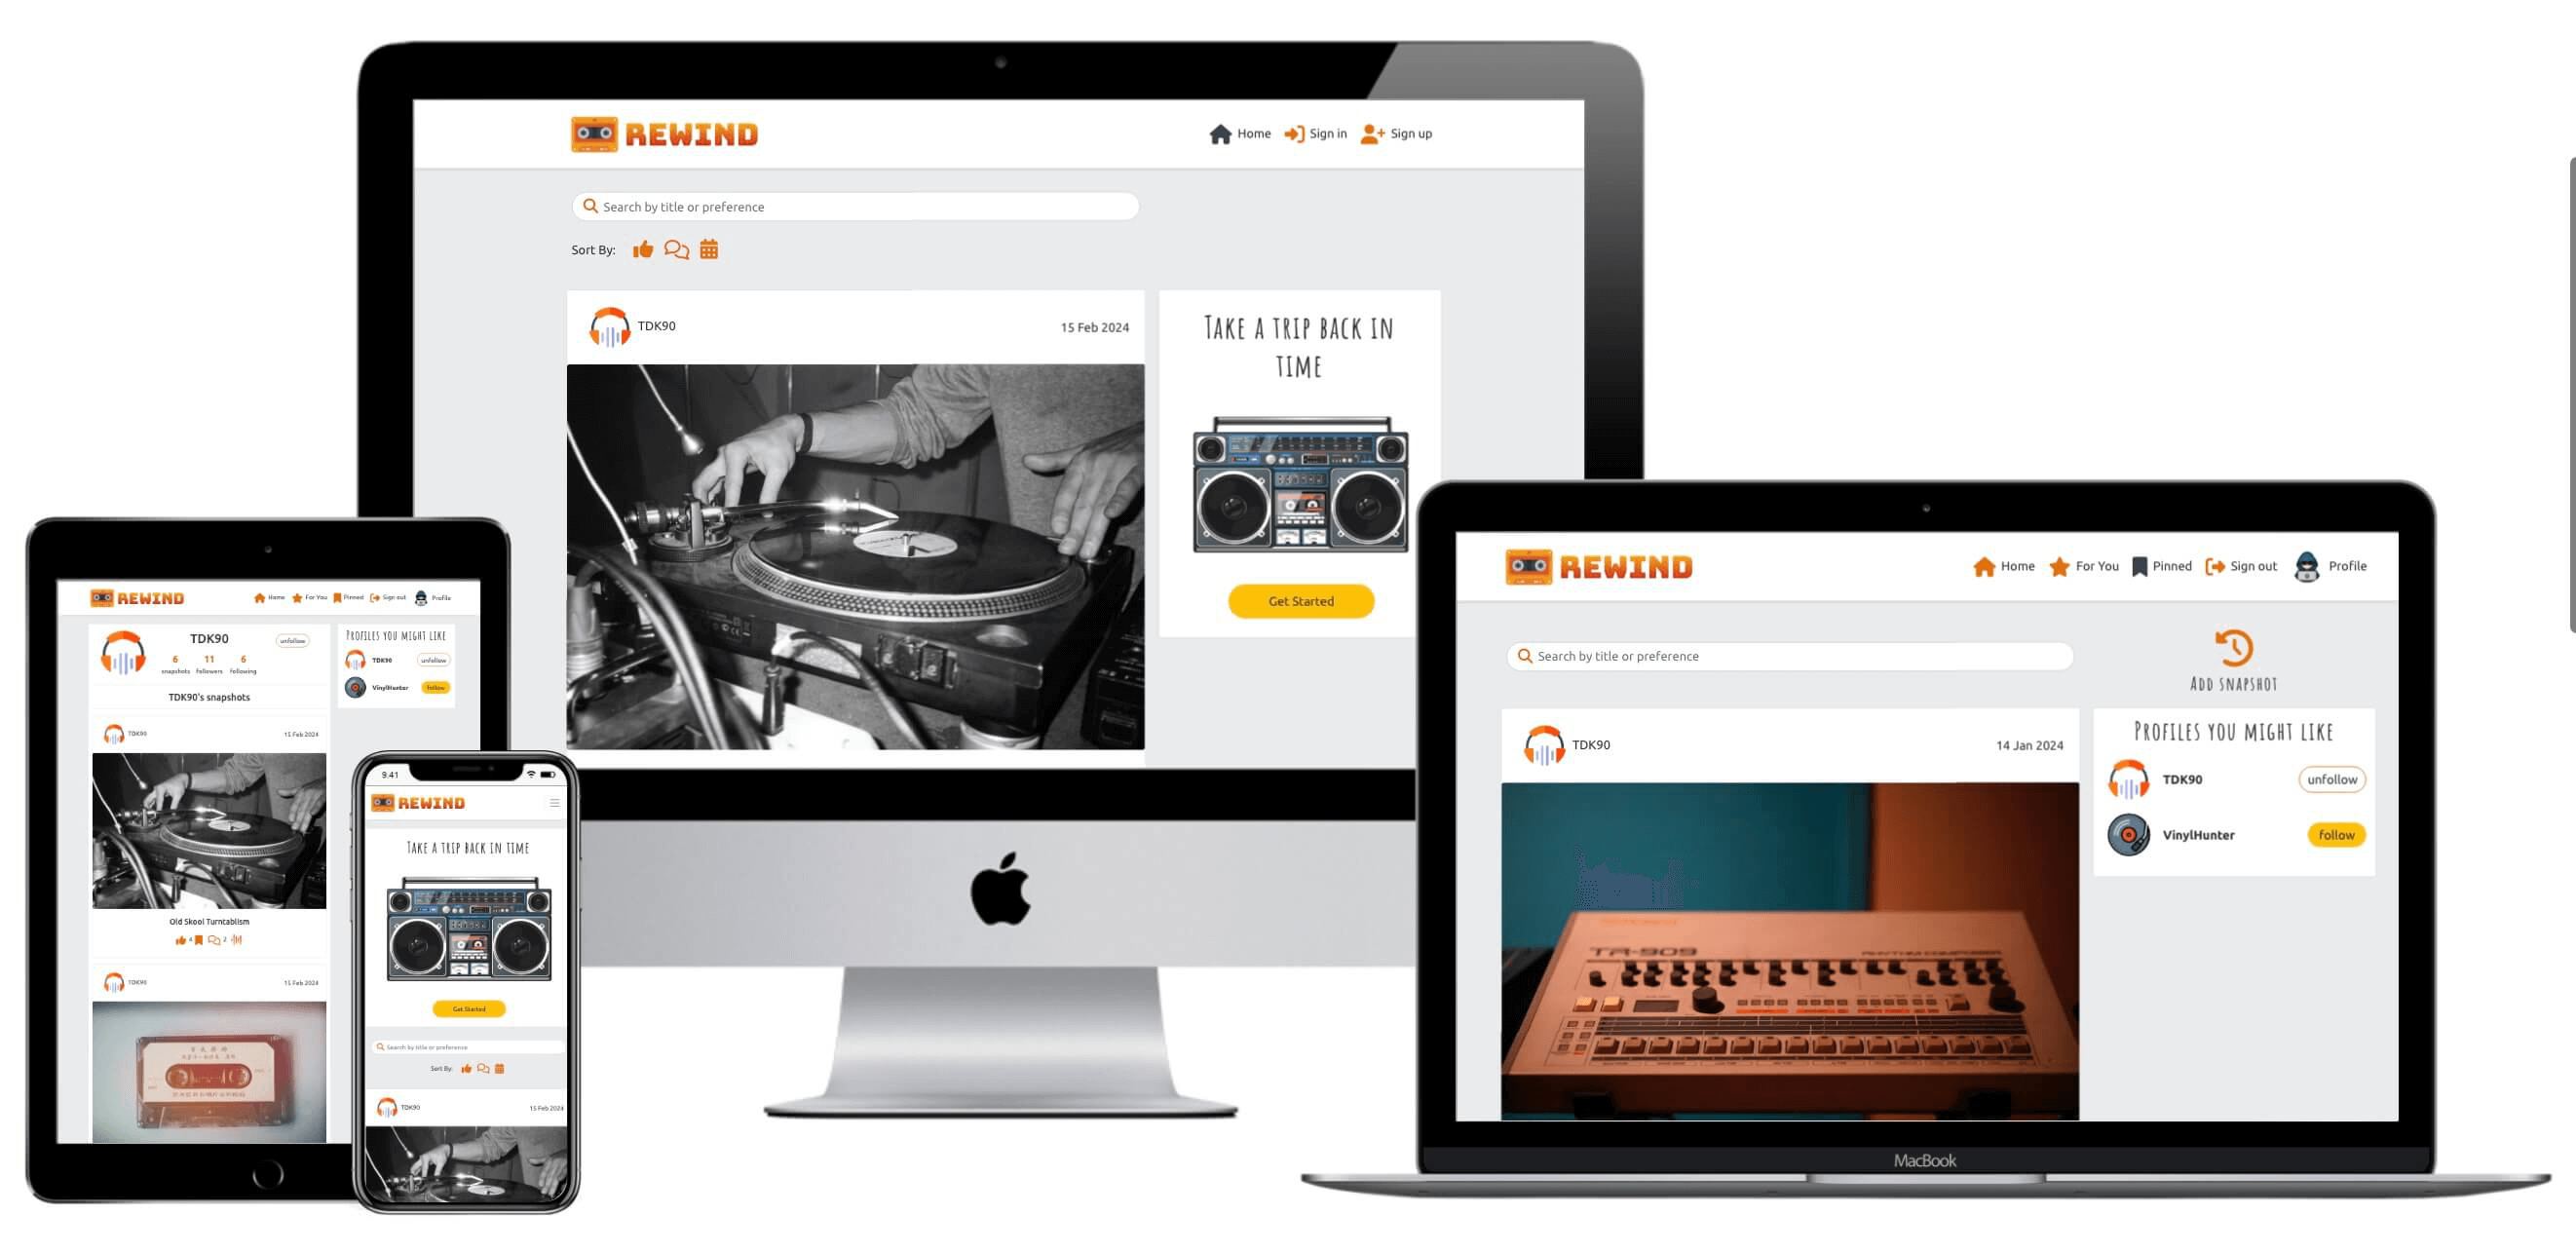 REWIND
Home Sign in Sign up
Search by title or preference
Sort By:
TDK90
15 Feb 2024
TAKE A TRIP BACK IN
TIME
Get Started
REWIND
Home For You Pinned Sign out Profile
TDK90
unfollow
6 11 6
snapshots followers following
TDK90's snapshots
PROFILES YOU MIGHT LIKE
TDK90 unfollow
VinylHunter follow
TDK90
15 Feb 2024
Old Skool Turntablism
4 2
TDK90
15 Feb 2024
9:41
REWIND
TAKE A TRIP BACK IN TIME
Get Started
Search by title or preference
Sort By:
TDK90
15 Feb 2024
REWIND
Home For You Pinned Sign out Profile
Search by title or preference
ADD SNAPSHOT
TDK90
14 Jan 2024
PROFILES YOU MIGHT LIKE
TDK90 unfollow
VinylHunter follow
TR-909
RHYTHM COMPOSER
MacBook